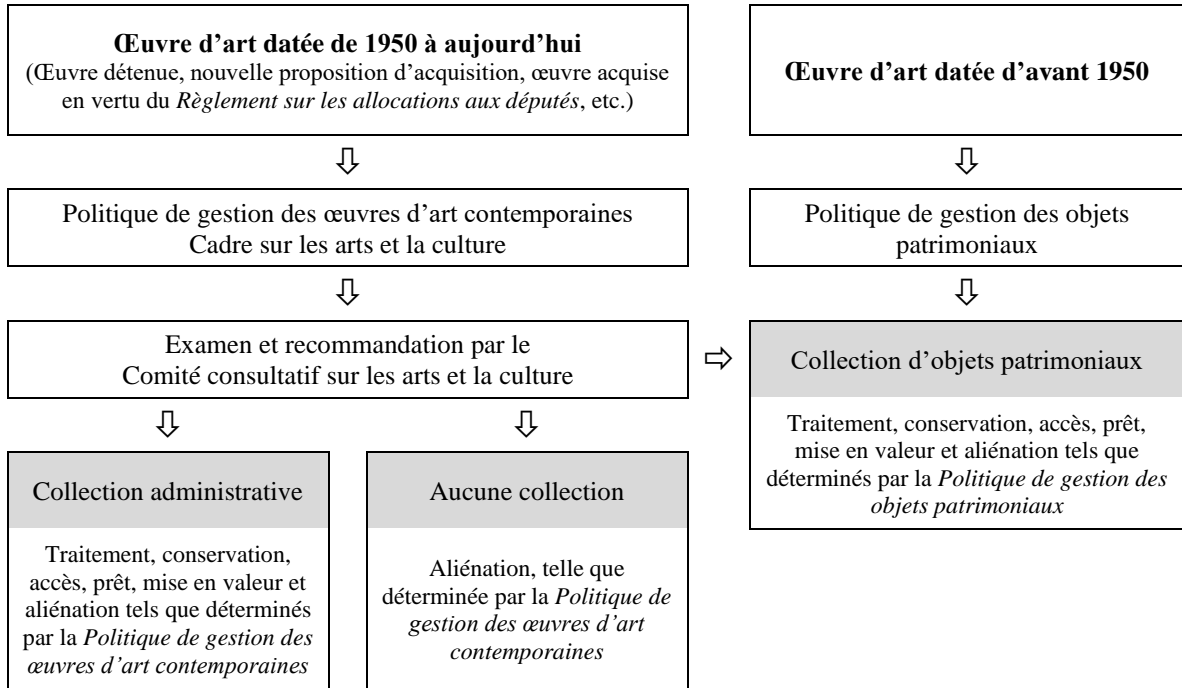 Œuvre d’art datée de 1950 à aujourd’hui
(Œuvre détenue, nouvelle proposition d’acquisition, œuvre acquise
en vertu du Règlement sur les allocations aux députés, etc.)
Œuvre d’art datée d’avant 1950
Politique de gestion des œuvres d’art contemporaines
Cadre sur les arts et la culture
Politique de gestion des objets
patrimoniaux
Examen et recommandation par le
Comité consultatif sur les arts et la culture
Collection d’objets patrimoniaux
Traitement, conservation, accès, prêt,
mise en valeur et aliénation tels que
déterminés par la Politique de gestion des
objets patrimoniaux
Collection administrative
Traitement, conservation,
accès, prêt, mise en valeur et
aliénation tels que déterminés
par la Politique de gestion des
œuvres d’art contemporaines
Aucune collection
Aliénation, telle que
déterminée par la Politique de
gestion des œuvres d’art
contemporaines